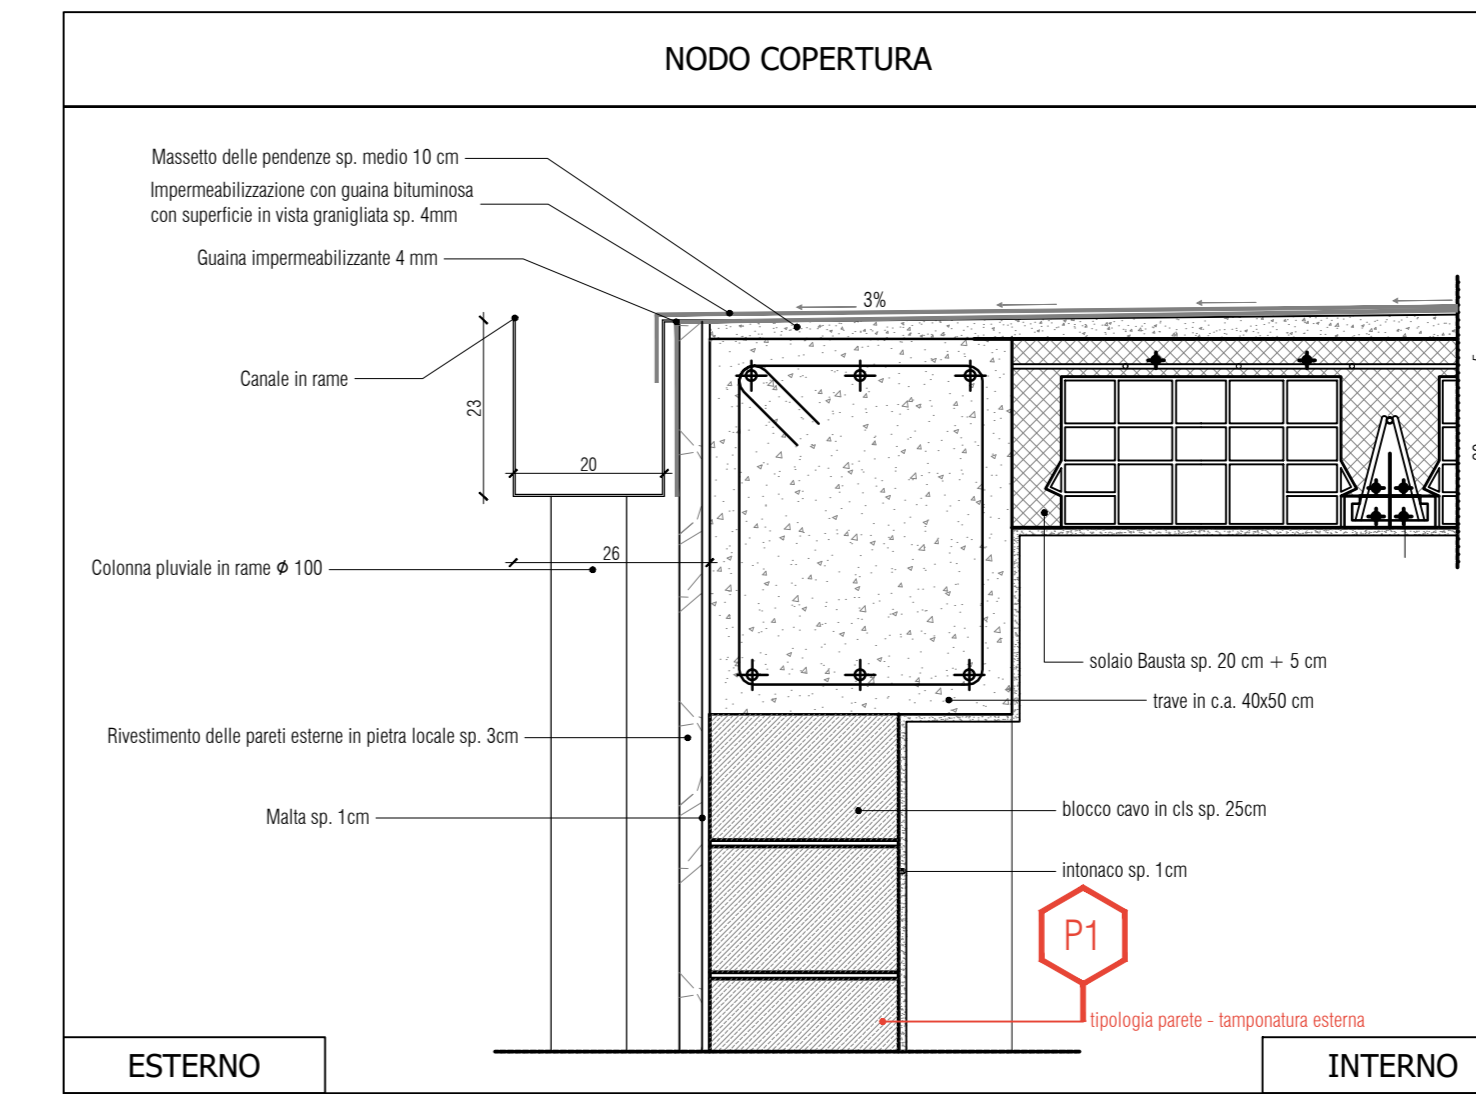 NODO COPERTURA
Massetto delle pendenze sp. medio 10 cm
Impermeabilizzazione con guaina bituminosa
con superficie in vista granigliata sp. 4mm
Guaina impermeabilizzante 4 mm
3%
Canale in rame
23
20
26
Colonna pluviale in rame Φ 100
solaio Bausta sp. 20 cm + 5 cm
trave in c.a. 40x50 cm
Rivestimento delle pareti esterne in pietra locale sp. 3cm
Malta sp. 1cm
blocco cavo in cls sp. 25cm
intonaco sp. 1cm
P1
tipologia parete - tamponatura esterna
ESTERNO
INTERNO